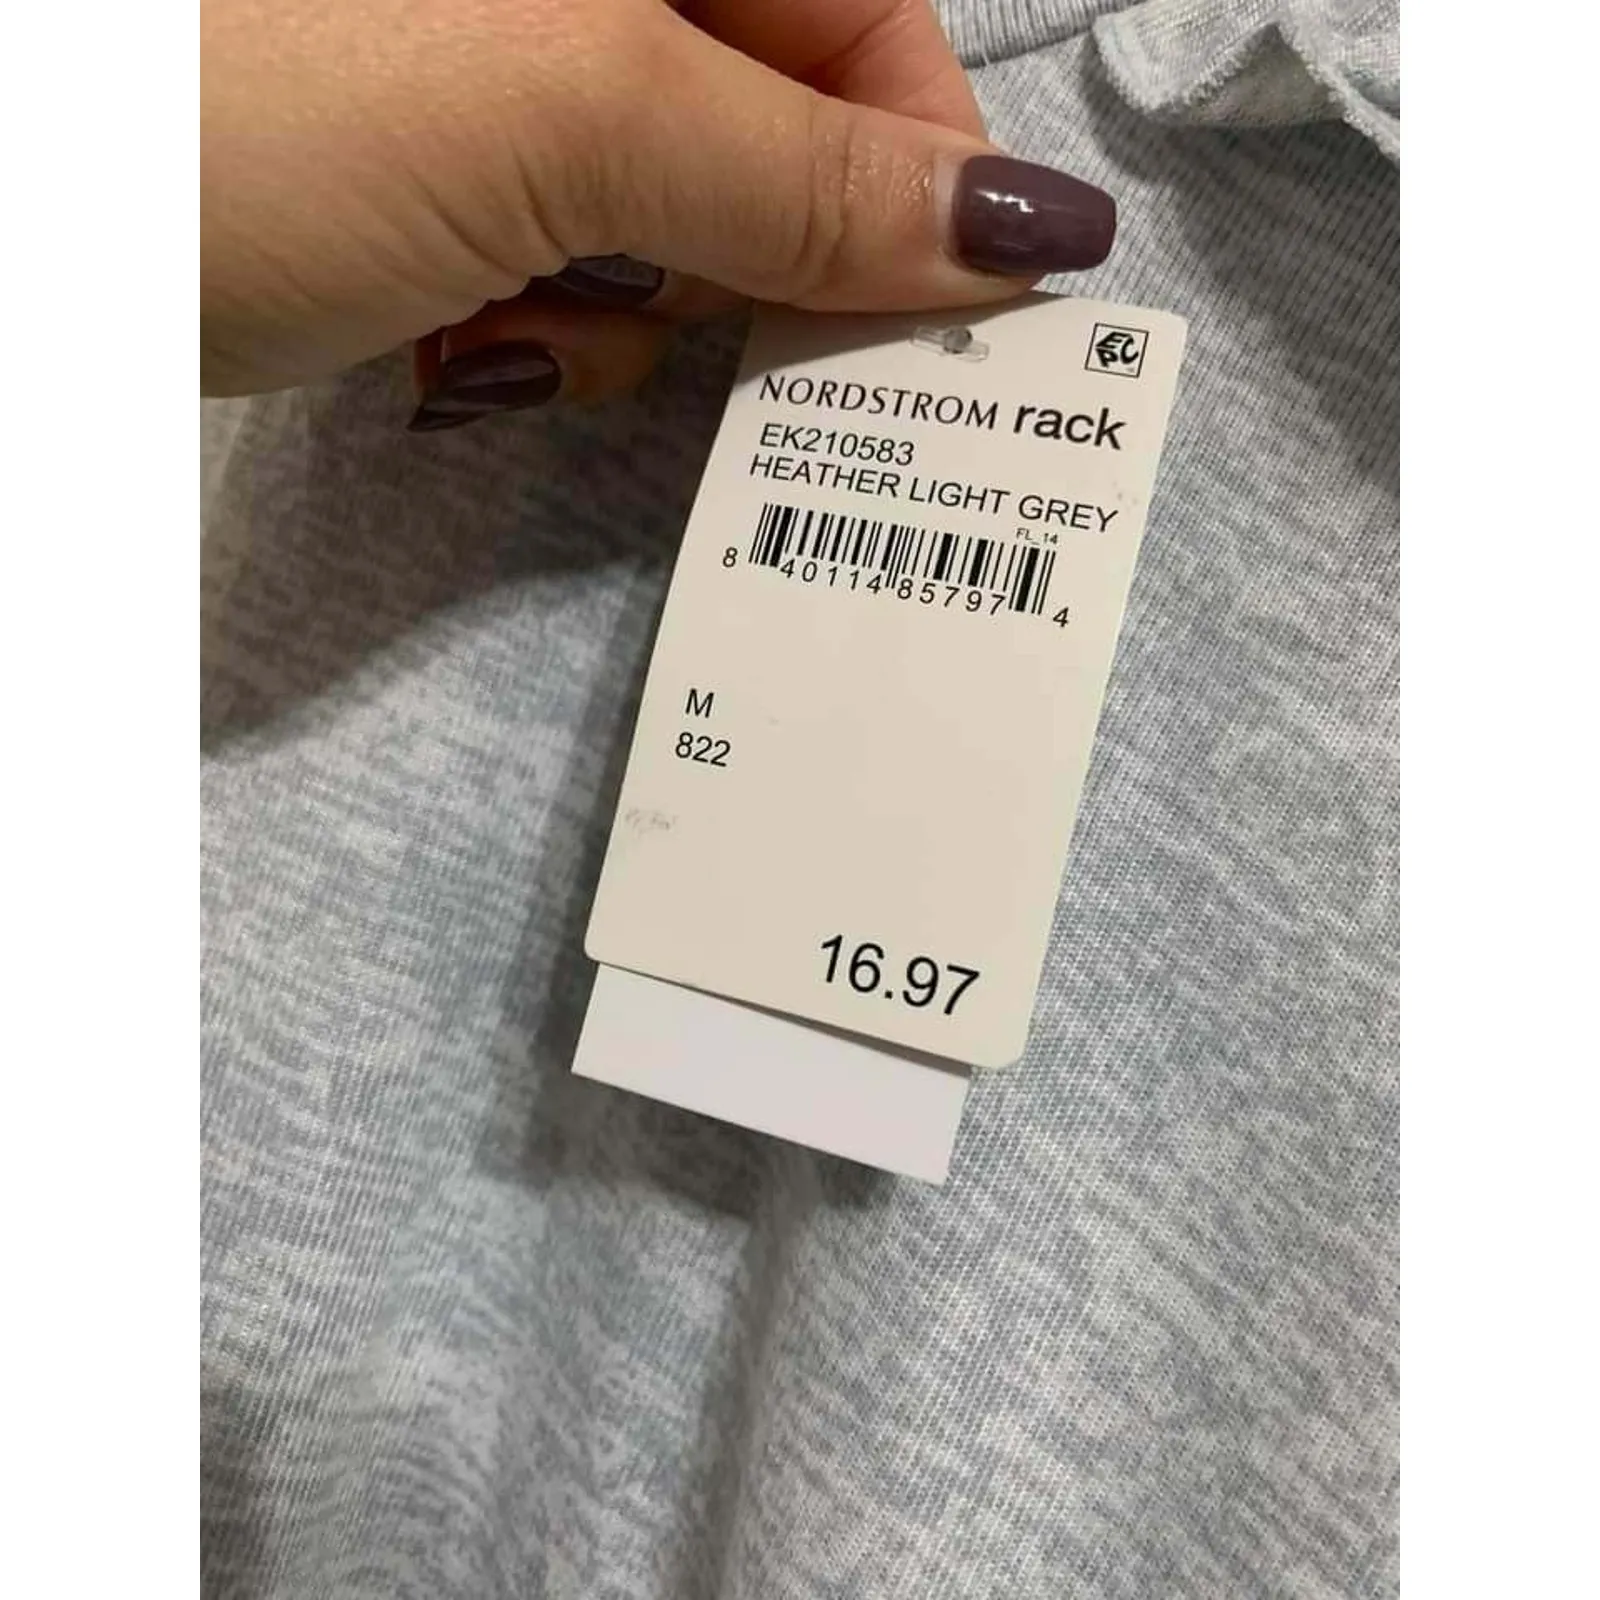 NORDSTROM rack
EK210583
HEATHER LIGHT GREY
FL_14
8 40114 85797 4
M
822
16.97